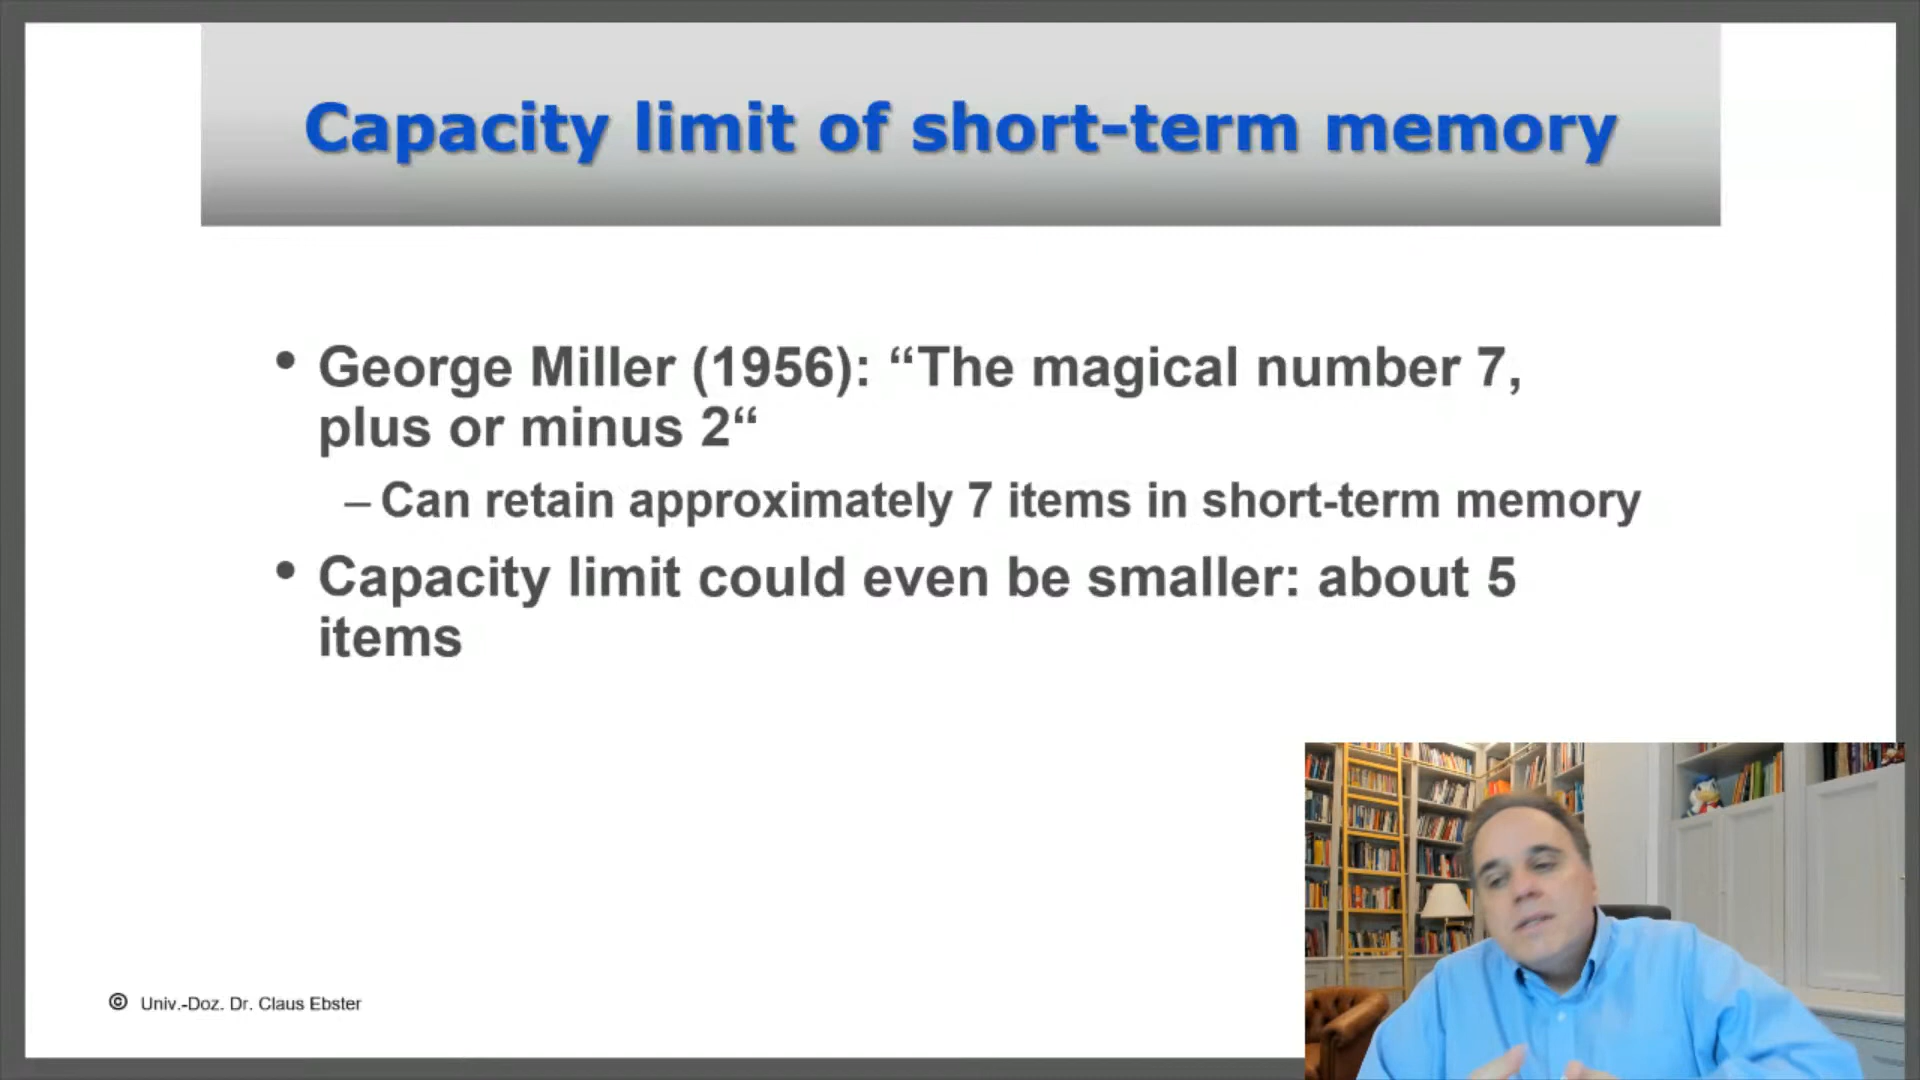 Capacity limit of short-term memory
• George Miller (1956): “The magical number 7,
plus or minus 2“
– Can retain approximately 7 items in short-term memory
• Capacity limit could even be smaller: about 5
items
© Univ.-Doz. Dr. Claus Ebster